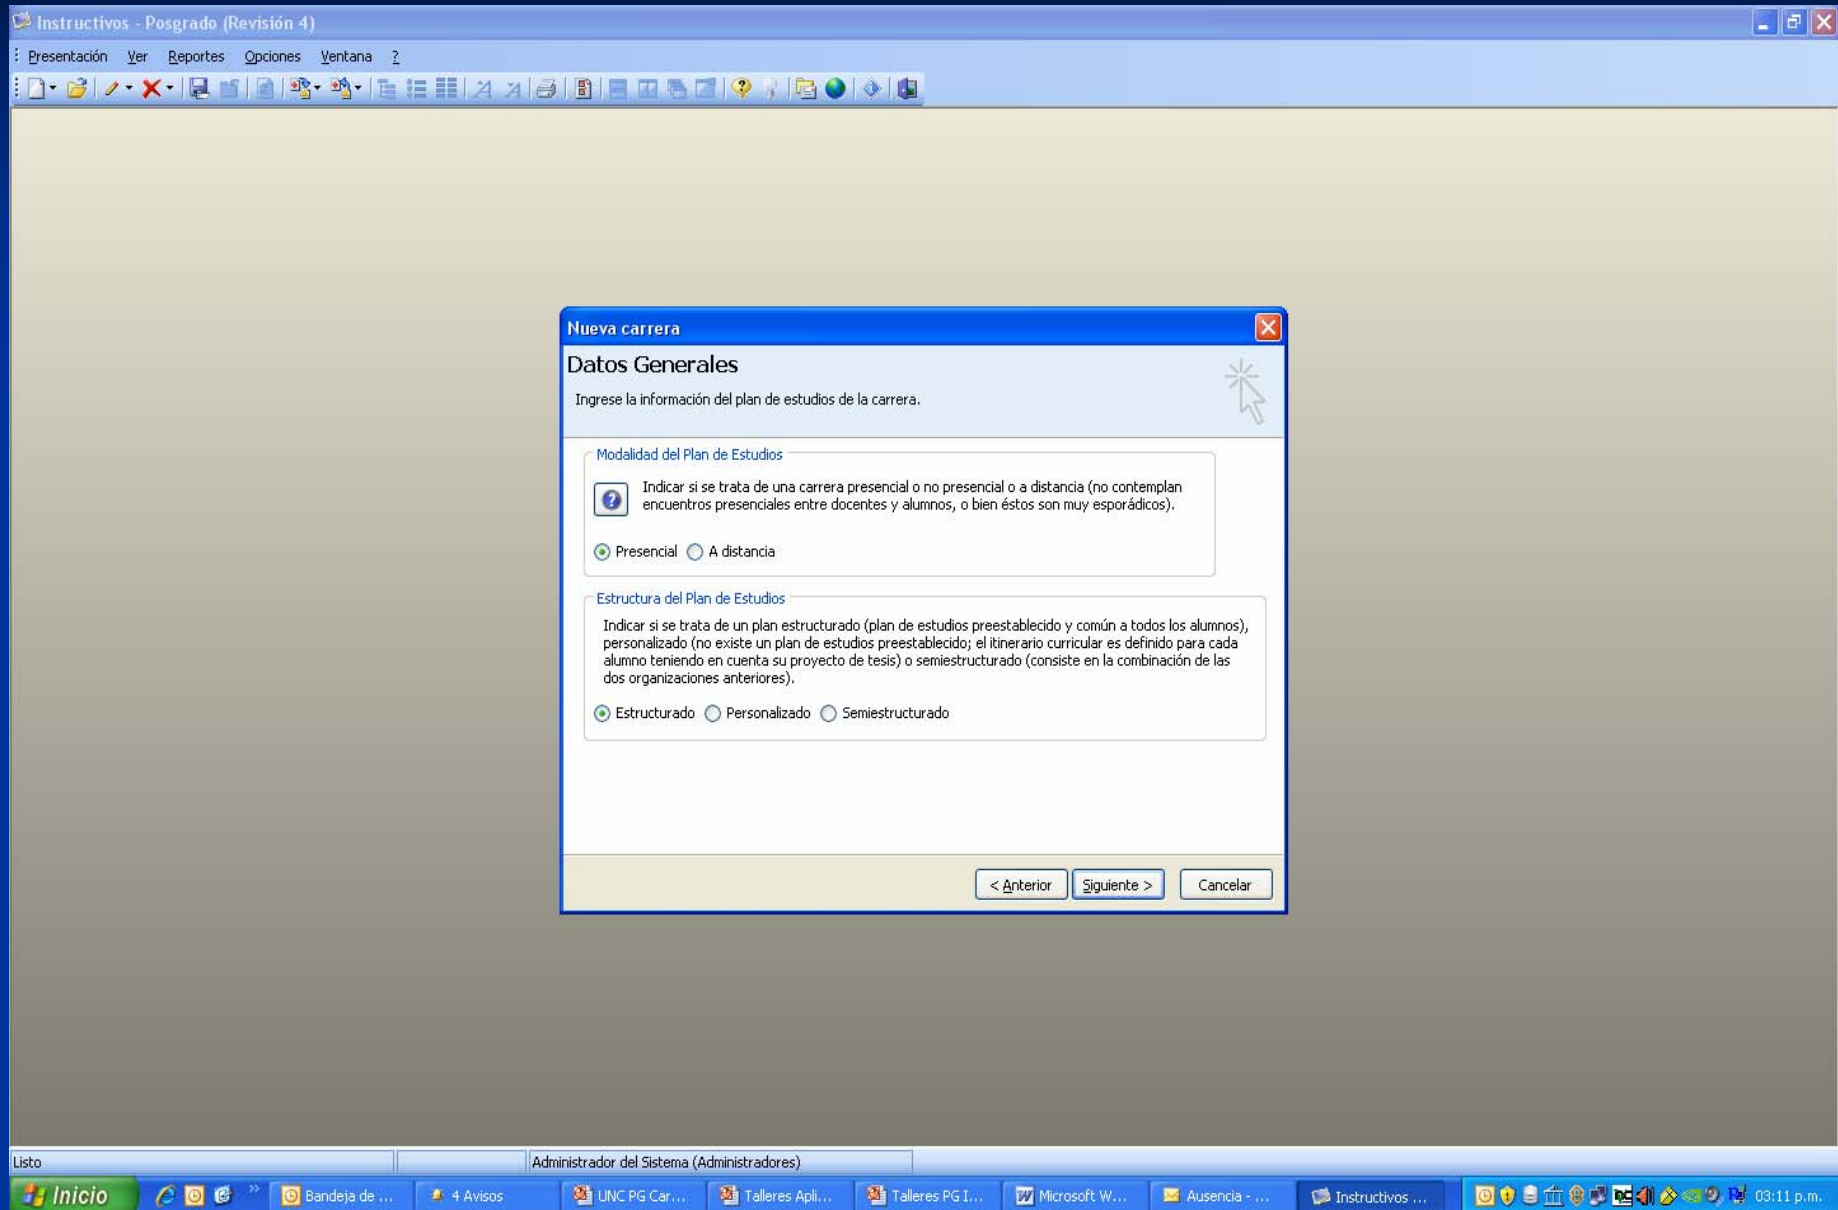 Instructivos - Posgrado (Revisión 4)
Presentación Ver Reportes Opciones Ventana ?
Nueva carrera
Datos Generales
Ingrese la información del plan de estudios de la carrera.
Modalidad del Plan de Estudios
Indicar si se trata de una carrera presencial o no presencial o a distancia (no contemplan
encuentros presenciales entre docentes y alumnos, o bien éstos son muy esporádicos).
Presencial A distancia
Estructura del Plan de Estudios
Indicar si se trata de un plan estructurado (plan de estudios preestablecido y común a todos los alumnos),
personalizado (no existe un plan de estudios preestablecido; el itinerario curricular es definido para cada
alumno teniendo en cuenta su proyecto de tesis) o semiestructurado (consiste en la combinación de las
dos organizaciones anteriores).
Estructurado Personalizado Semiestructurado
< Anterior Siguiente > Cancelar
Listo Administrador del Sistema (Administradores)
Inicio Bandeja de ... 4 Avisos UNC PG Car... Talleres Apli... Talleres PG I... Microsoft W... Ausencia - ... Instructivos ... 03:11 p.m.